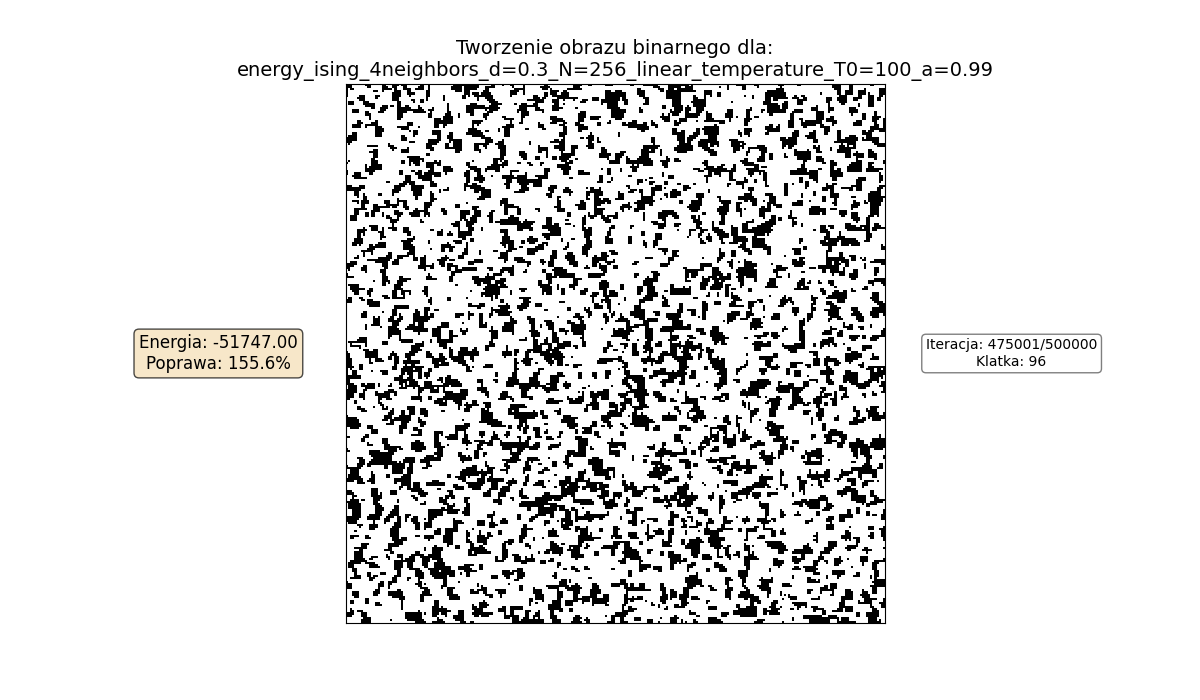 Tworzenie obrazu binarnego dla:
energy_ising_4neighbors_d=0.3_N=256_linear_temperature_T0=100_a=0.99
Energia: -51747.00
Poprawa: 155.6%
Iteracja: 475001/500000
Klatka: 96